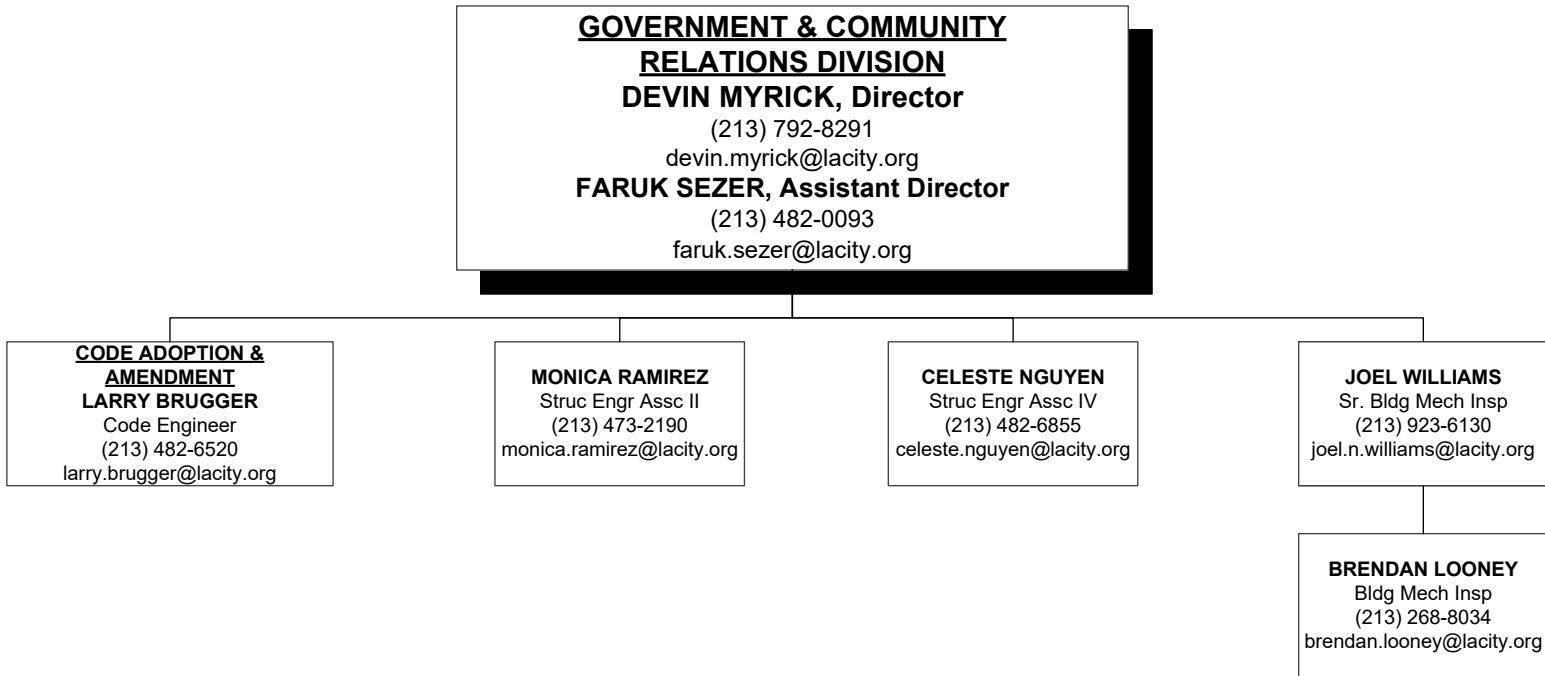 GOVERNMENT & COMMUNITY
RELATIONS DIVISION
DEVIN MYRICK, Director
(213) 792-8291
devin.myrick@lacity.org
FARUK SEZER, Assistant Director
(213) 482-0093
faruk.sezer@lacity.org
CODE ADOPTION &
AMENDMENT
LARRY BRUGGER
Code Engineer
(213) 482-6520
larry.brugger@lacity.org
MONICA RAMIREZ
Struc Engr Assc II
(213) 473-2190
monica.ramirez@lacity.org
CELESTE NGUYEN
Struc Engr Assc IV
(213) 482-6855
celeste.nguyen@lacity.org
JOEL WILLIAMS
Sr. Bldg Mech Insp
(213) 923-6130
joel.n.williams@lacity.org
BRENDAN LOONEY
Bldg Mech Insp
(213) 268-8034
brendan.looney@lacity.org